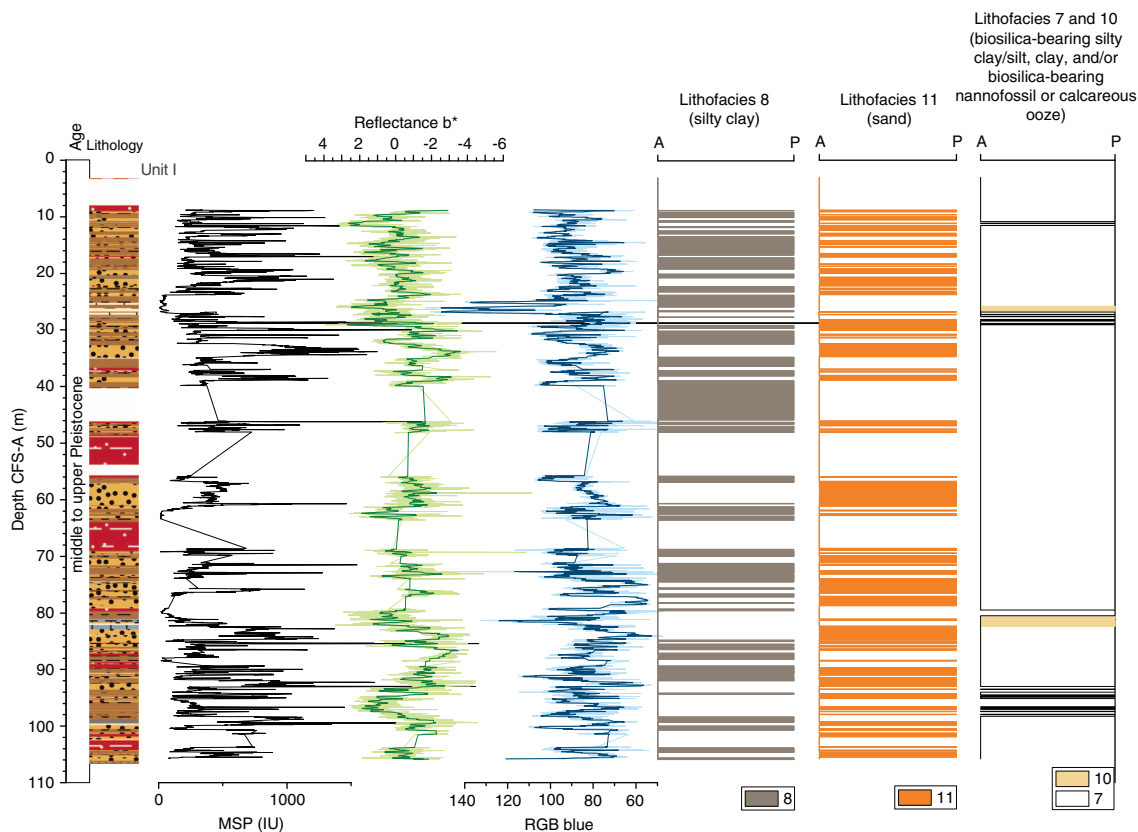 Lithofacies 7 and 10
(biosilica-bearing silty
clay/silt, clay, and/or
biosilica-bearing
nannofossil or calcareous
ooze)
Lithofacies 8
(silty clay)
Lithofacies 11
(sand)
Reflectance b*
4 2 0 -2 -4 -6
A P
A P
A P
Age
Lithology
Unit I
0
10
20
30
40
50
60
70
80
90
100
110
Depth CFS-A (m)
middle to upper Pleistocene
0 1000
MSP (IU)
140 120 100 80 60
RGB blue
8
11
10
7